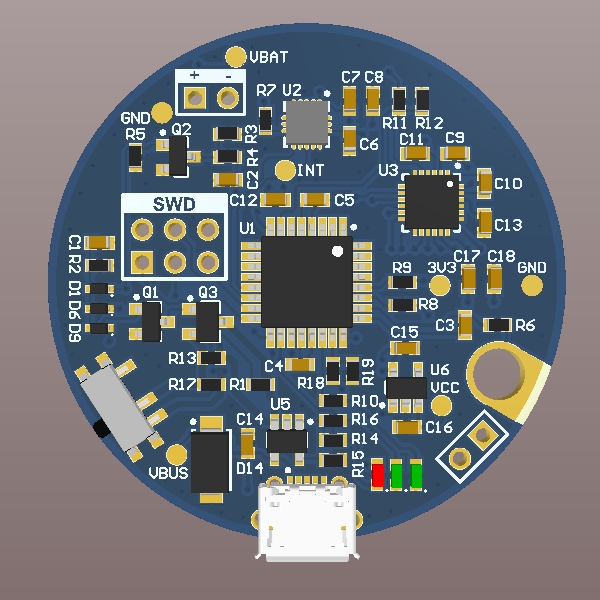 VBAT
+ -
C7 C8
R7 U2
GND
R11 R12
R5 Q2
R3
C6
C11 C9
R4
INT
U3
C2
C10
C12 C5
SWD
C13
U1
C1
R2
C17 C18
R9 3V3 GND
D1
Q1 Q3
R8
D6
C3 R6
D9
C15
R13
C4
R19
U6
R17 R1 R18
VCC
R10
U5
C14
R16
C16
R14
VBUS
D14
R15